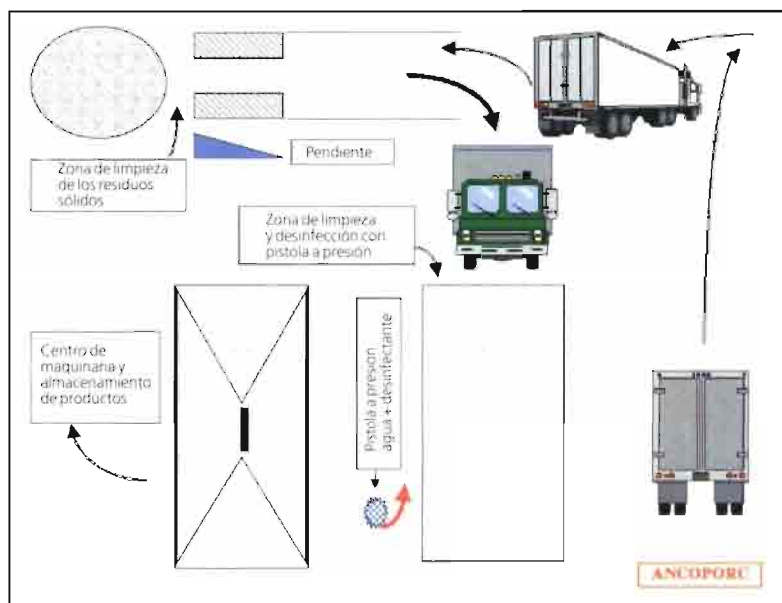 Pendiente
Zona de limpieza
de los residuos
sólidos
Zona de limpieza
y desinfección con
pistola a presión
Centro de
maquinaria y
almacenamiento
de productos
Pistola a presión
agua + desinfectante
ANCOPORC